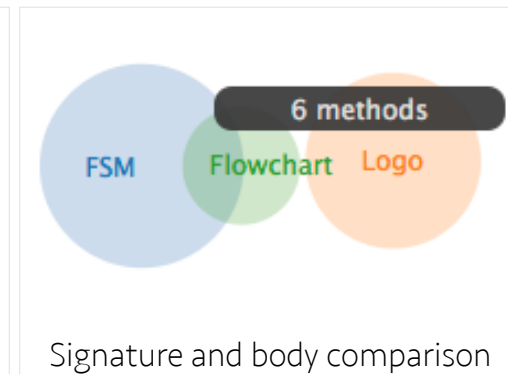 6 methods
FSM
Flowchart
Logo
Signature and body comparison